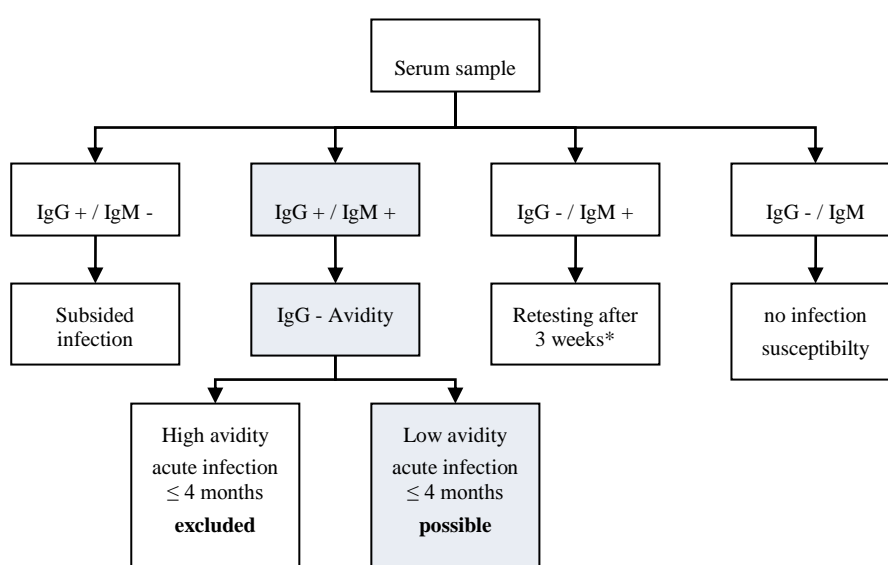 Serum sample
IgG + / IgM -
IgG + / IgM +
IgG - / IgM +
IgG - / IgM
Subsided
infection
IgG - Avidity
Retesting after
3 weeks*
no infection
susceptibilty
High avidity
acute infection
≤ 4 months
excluded
Low avidity
acute infection
≤ 4 months
possible